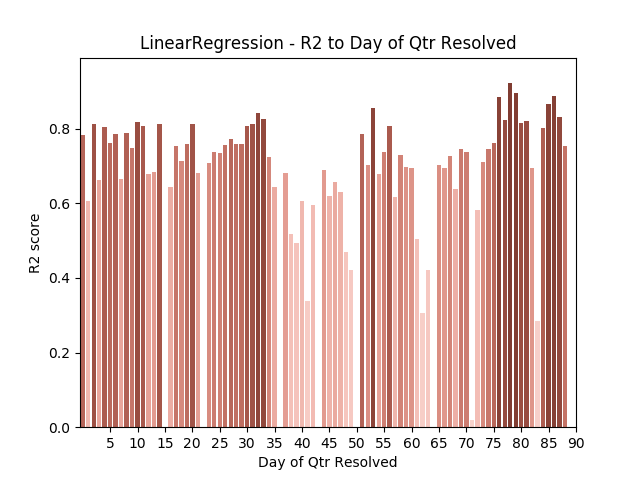 LinearRegression - R2 to Day of Qtr Resolved
R2 score
0.8
0.6
0.4
0.2
0.0
5 10 15 20 25 30 35 40 45 50 55 60 65 70 75 80 85 90
Day of Qtr Resolved